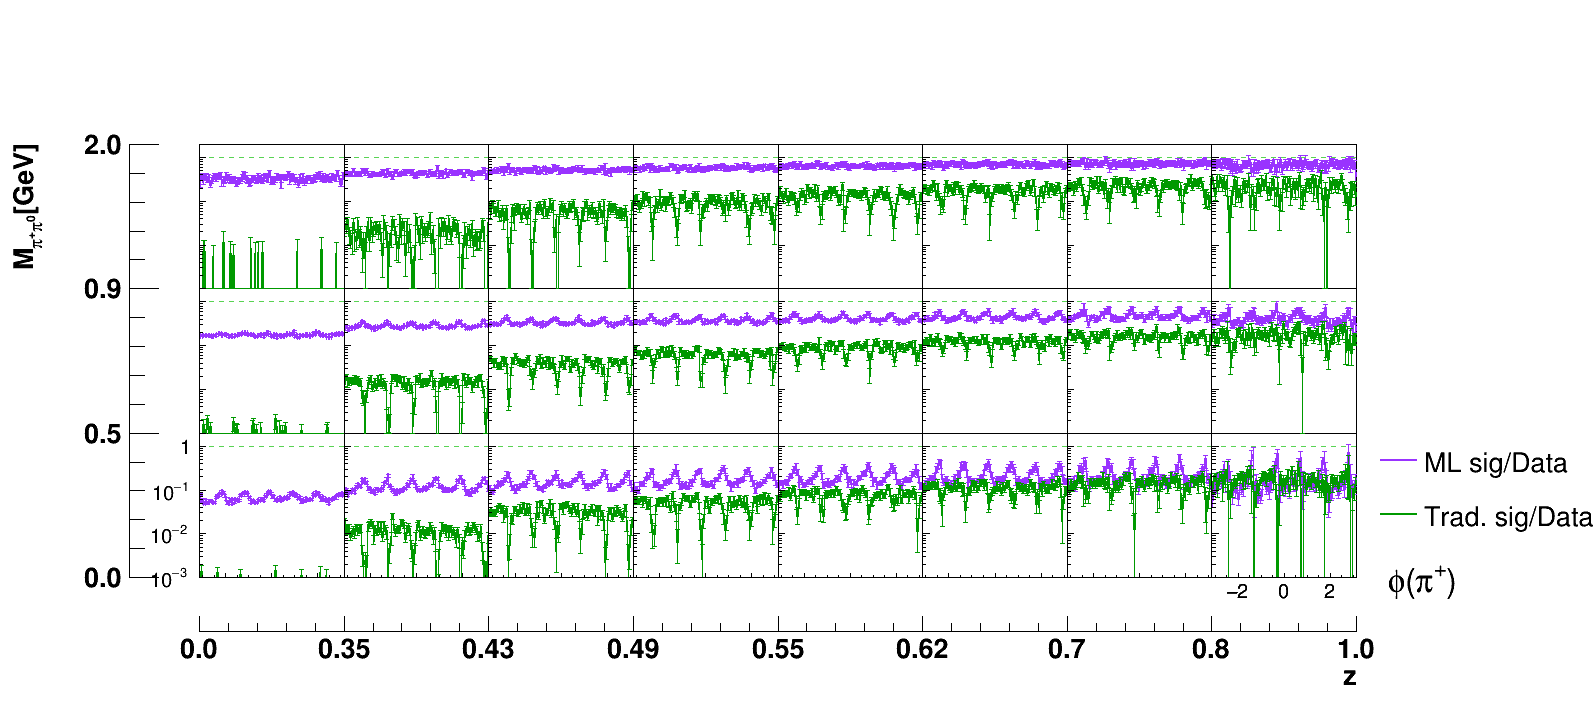 M_{π⁺π⁰}[GeV]
2.0
0.9
0.5
0.0
1
10⁻¹
10⁻²
10⁻³
ML sig/Data
Trad. sig/Data
−2 0 2
ϕ(π⁺)
0.0 0.35 0.43 0.49 0.55 0.62 0.7 0.8 1.0
z